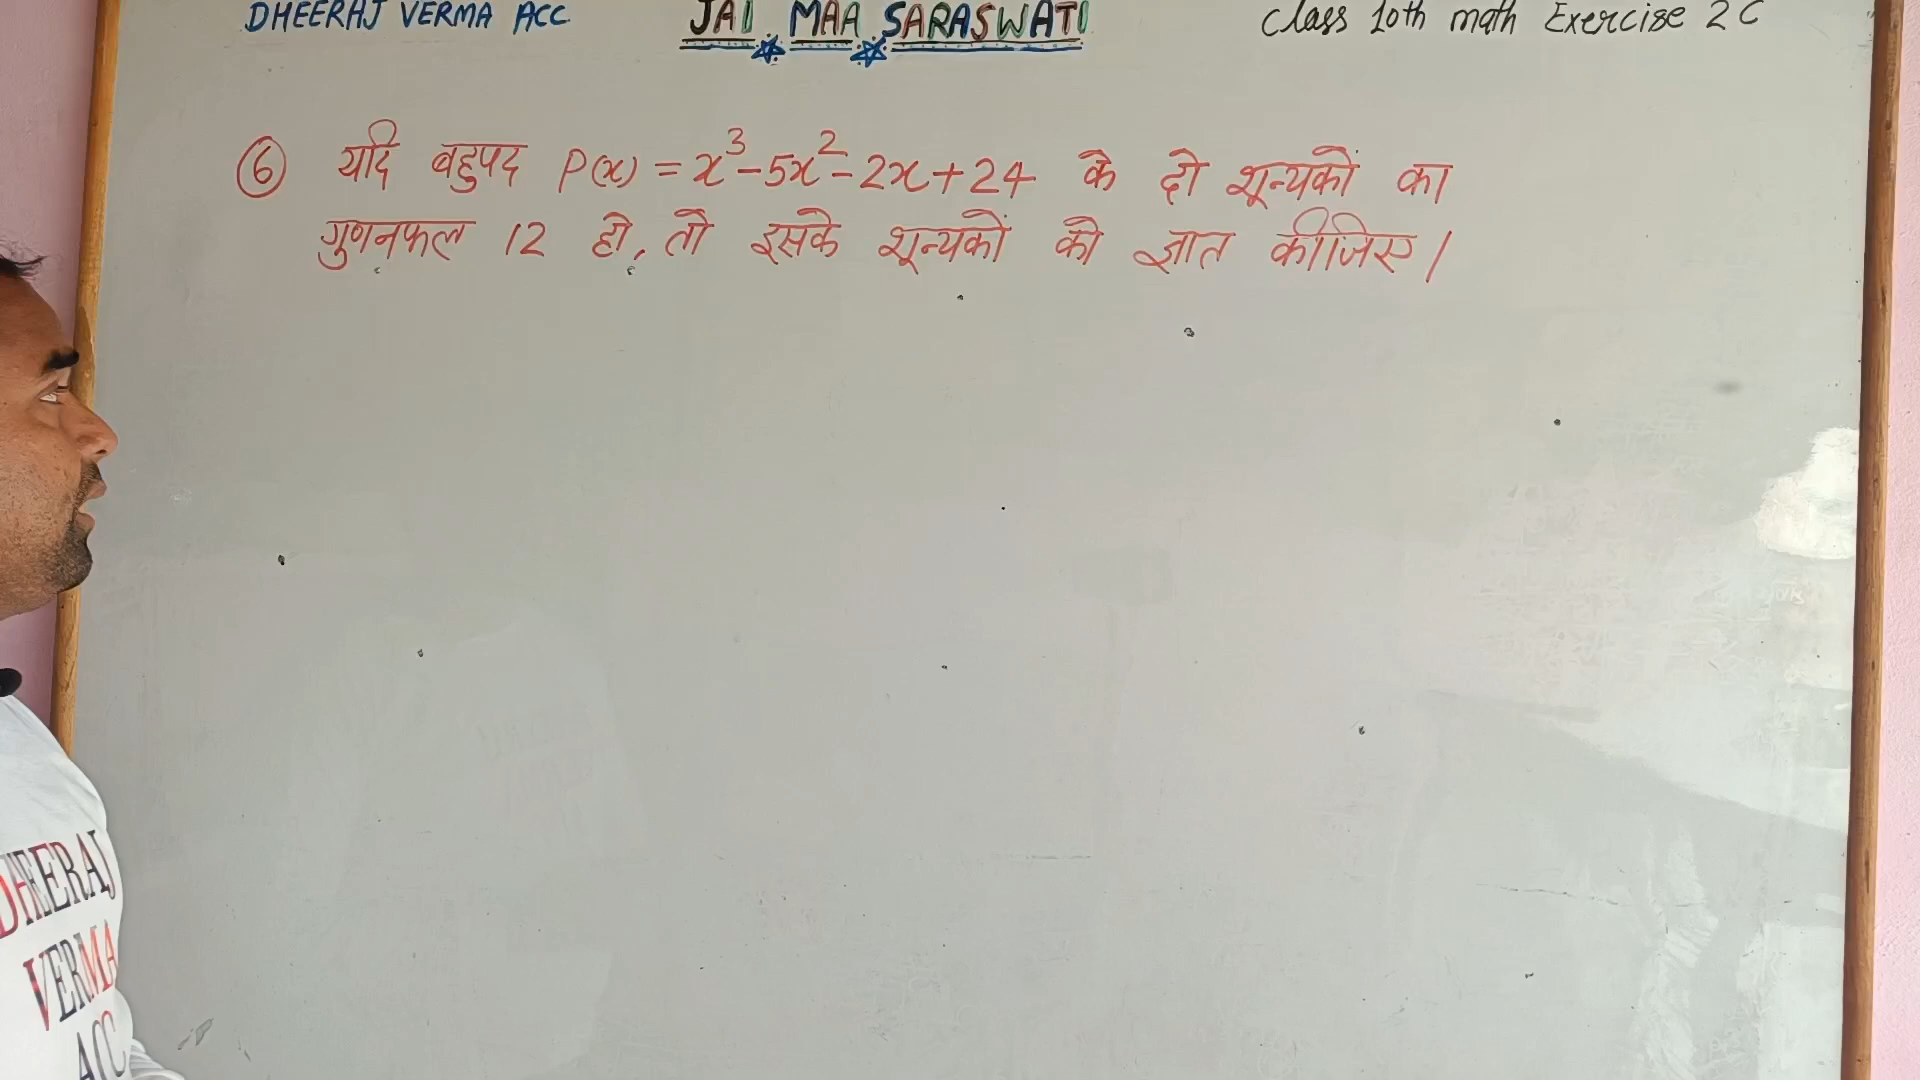 DHEERAJ VERMA ACC
JAI MAA SARASWATI
Class 10th math Exercise 2C
⑥ यदि बहुपद P(x) = x³-5x²-2x+24 के दो शून्यकों का
गुणनफल 12 हो, तो इसके शून्यकों को ज्ञात कीजिए।
DHEERAJ
VERMA
ACC